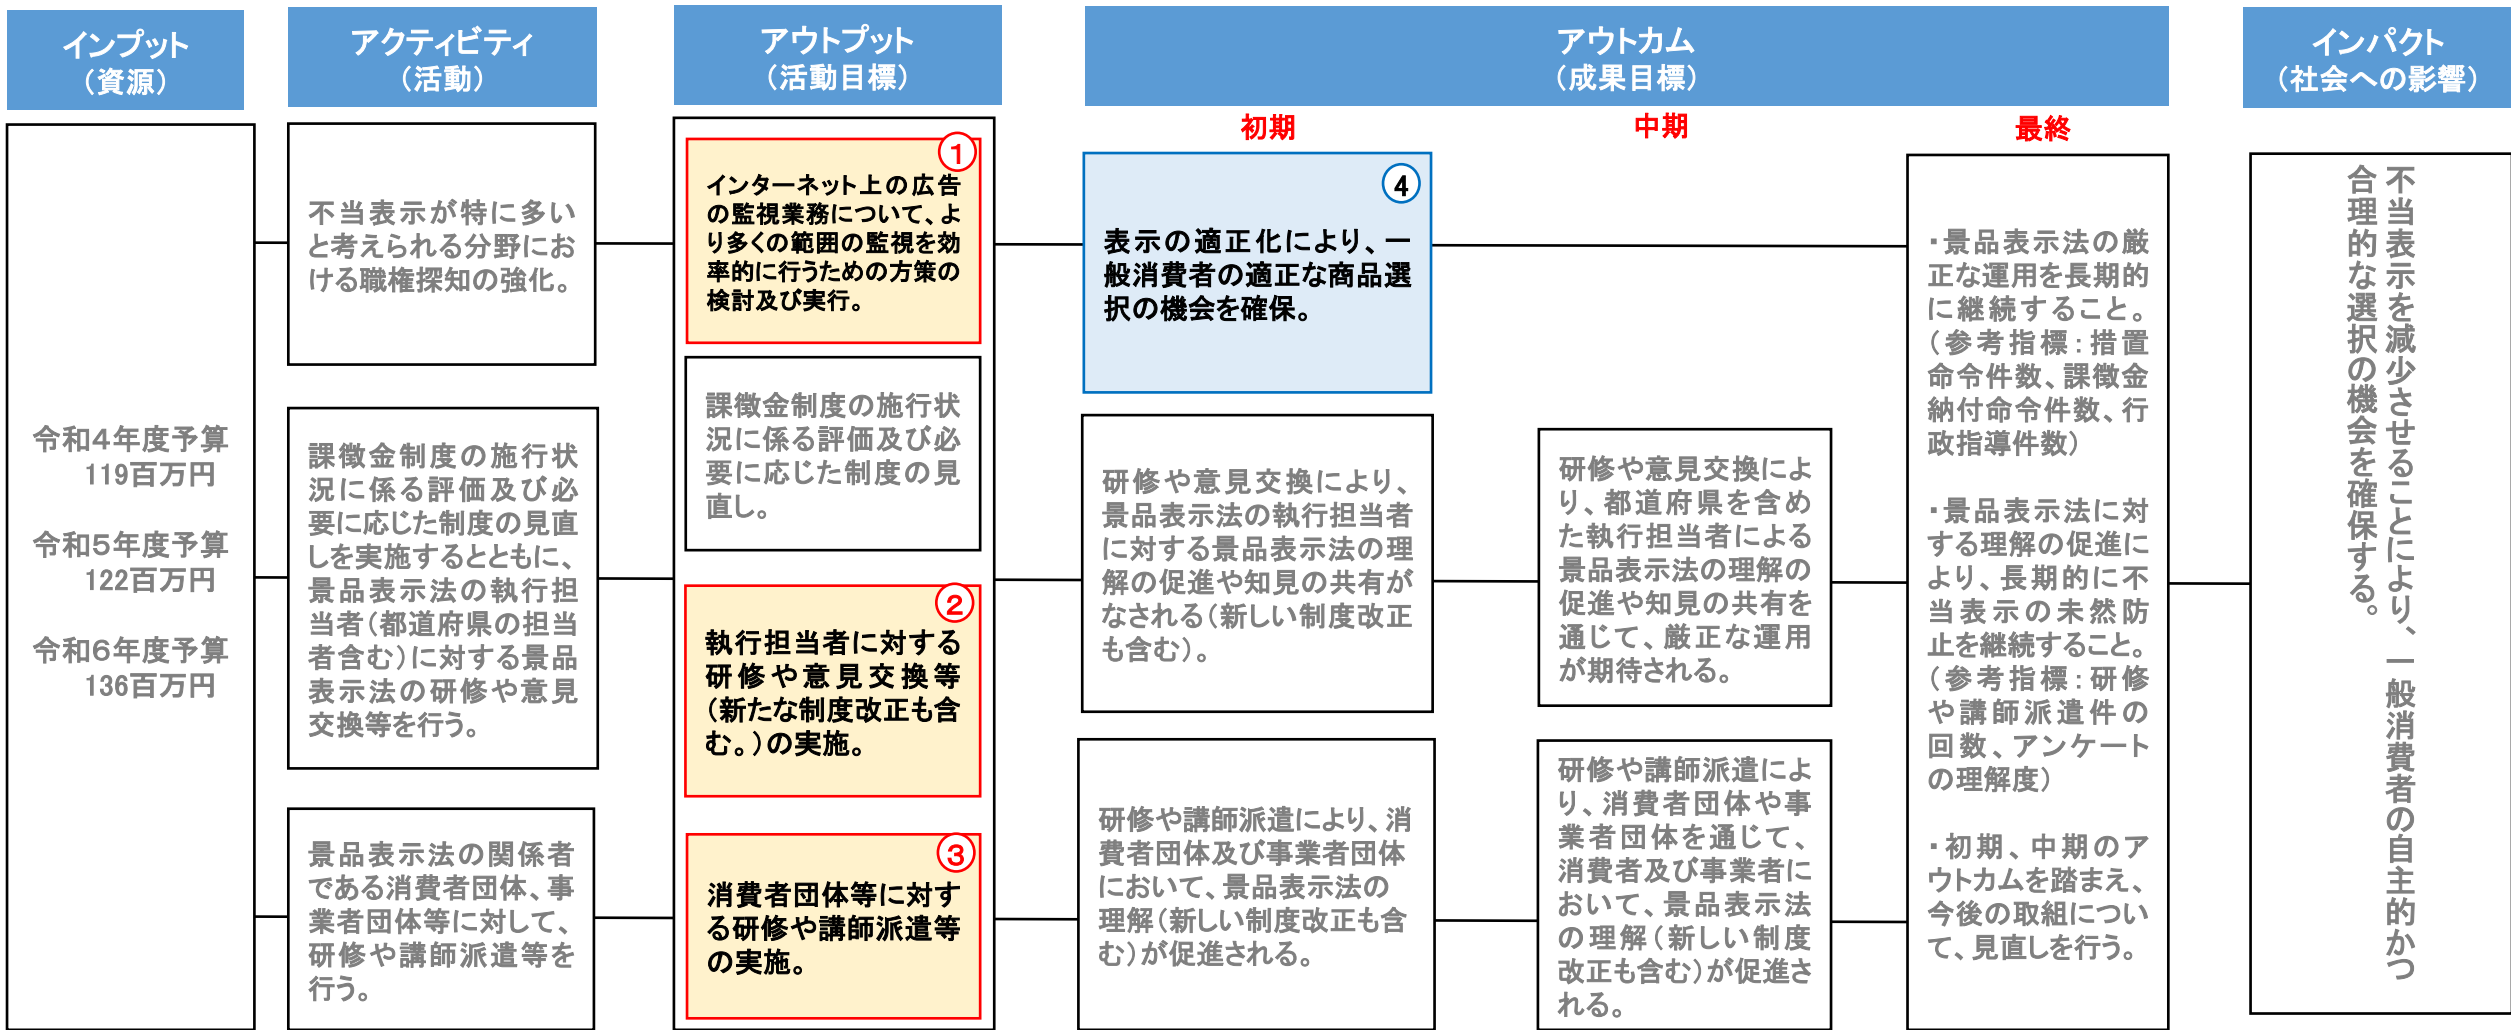 インプット
（資源）
アクティビティ
（活動）
アウトプット
（活動目標）
アウトカム
（成果目標）
インパクト
（社会への影響）
初期
中期
最終
令和４年度予算
119百万円
令和５年度予算
122百万円
令和６年度予算
136百万円
不当表示が特に多い
と考えられる分野にお
ける職権探知の強化。
課徴金制度の施行状
況に係る評価及び必
要に応じた制度の見直
しを実施するとともに、
景品表示法の執行担
当者（都道府県の担当
者含む）に対する景品
表示法の研修や意見
交換等を行う。
景品表示法の関係者
である消費者団体、事
業者団体等に対して、
研修や講師派遣等を
行う。
①
インターネット上の広告
の監視業務について、よ
り多くの範囲の監視を効
率的に行うための方策の
検討及び実行。
課徴金制度の施行状
況に係る評価及び必
要に応じた制度の見
直し。
②
執行担当者に対する
研修や意見交換等
（新たな制度改正も含
む。）の実施。
③
消費者団体等に対す
る研修や講師派遣等
の実施。
④
表示の適正化により、一
般消費者の適正な商品選
択の機会を確保。
研修や意見交換により、
景品表示法の執行担当者
に対する景品表示法の理
解の促進や知見の共有が
なされる（新しい制度改正
も含む）。
研修や講師派遣により、消
費者団体及び事業者団体
において、景品表示法の
理解（新しい制度改正も含
む）が促進される。
研修や意見交換によ
り、都道府県を含め
た執行担当者による
景品表示法の理解の
促進や知見の共有を
通じて、厳正な運用
が期待される。
研修や講師派遣によ
り、消費者団体や事
業者団体を通じて、
消費者及び事業者に
おいて、景品表示法
の理解（新しい制度
改正も含む）が促進さ
れる。
・景品表示法の厳
正な運用を長期的
に継続すること。
（参考指標：措置
命令件数、課徴金
納付命令件数、行
政指導件数）
・景品表示法に対
する理解の促進に
より、長期的に不
当表示の未然防
止を継続すること。
（参考指標：研修
や講師派遣件の
回数、アンケート
の理解度）
・初期、中期のア
ウトカムを踏まえ、
今後の取組につい
て、見直しを行う。
不当表示を減少させることにより、一般消費者の自主的かつ
合理的な選択の機会を確保する。